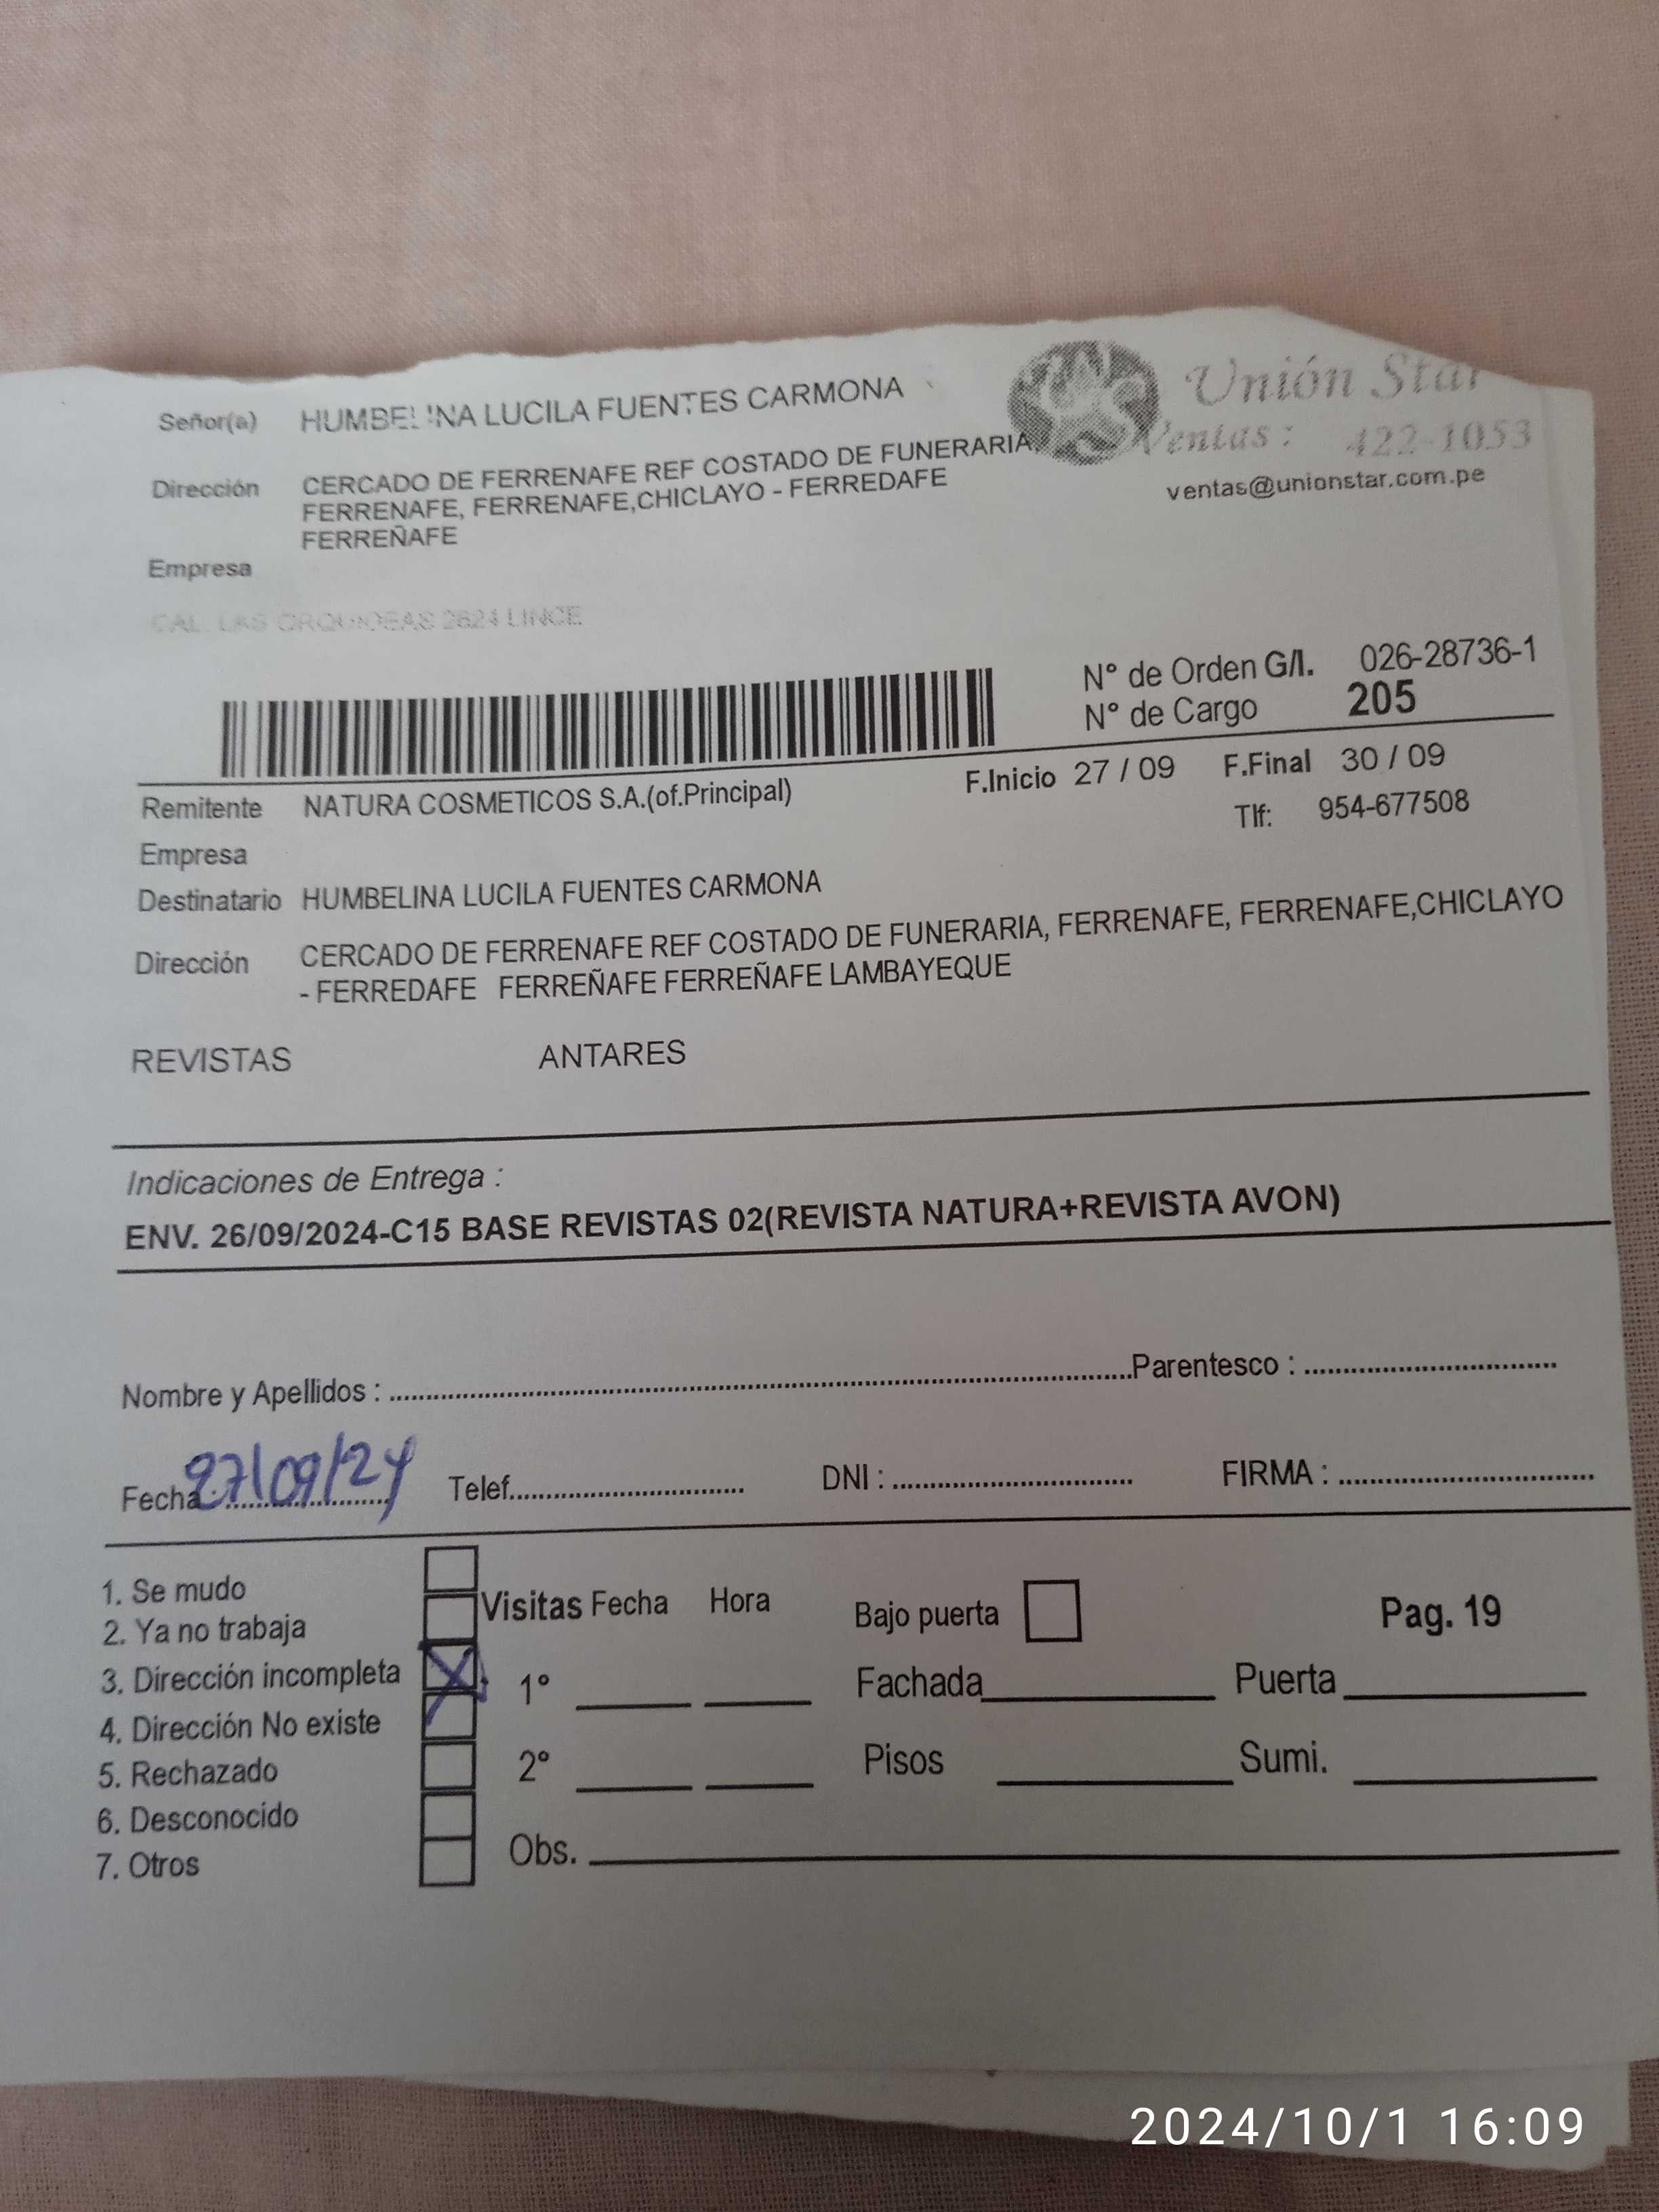 Unión Star
Señor(a) HUMBELINA LUCILA FUENTES CARMONA
Ventas : 422-1053
Dirección CERCADO DE FERRENAFE REF COSTADO DE FUNERARIA,
FERRENAFE, FERRENAFE,CHICLAYO - FERREDAFE
FERREÑAFE
ventas@unionstar.com.pe
Empresa
CAL. LAS ORQUIDEAS 2624 LINCE
N° de Orden G/I. 026-28736-1
N° de Cargo 205
Remitente NATURA COSMETICOS S.A.(of.Principal) F.Inicio 27 / 09 F.Final 30 / 09
Empresa Tlf: 954-677508
Destinatario HUMBELINA LUCILA FUENTES CARMONA
Dirección CERCADO DE FERRENAFE REF COSTADO DE FUNERARIA, FERRENAFE, FERRENAFE,CHICLAYO
- FERREDAFE FERREÑAFE FERREÑAFE LAMBAYEQUE
REVISTAS ANTARES
Indicaciones de Entrega :
ENV. 26/09/2024-C15 BASE REVISTAS 02(REVISTA NATURA+REVISTA AVON)
Nombre y Apellidos : Parentesco :
Fecha 27/09/24 Telef. DNI : FIRMA :
1. Se mudo
2. Ya no trabaja Visitas Fecha Hora Bajo puerta Pag. 19
3. Dirección incompleta X 1° Fachada Puerta
4. Dirección No existe
5. Rechazado 2° Pisos Sumi.
6. Desconocido
7. Otros Obs.
2024/10/1 16:09